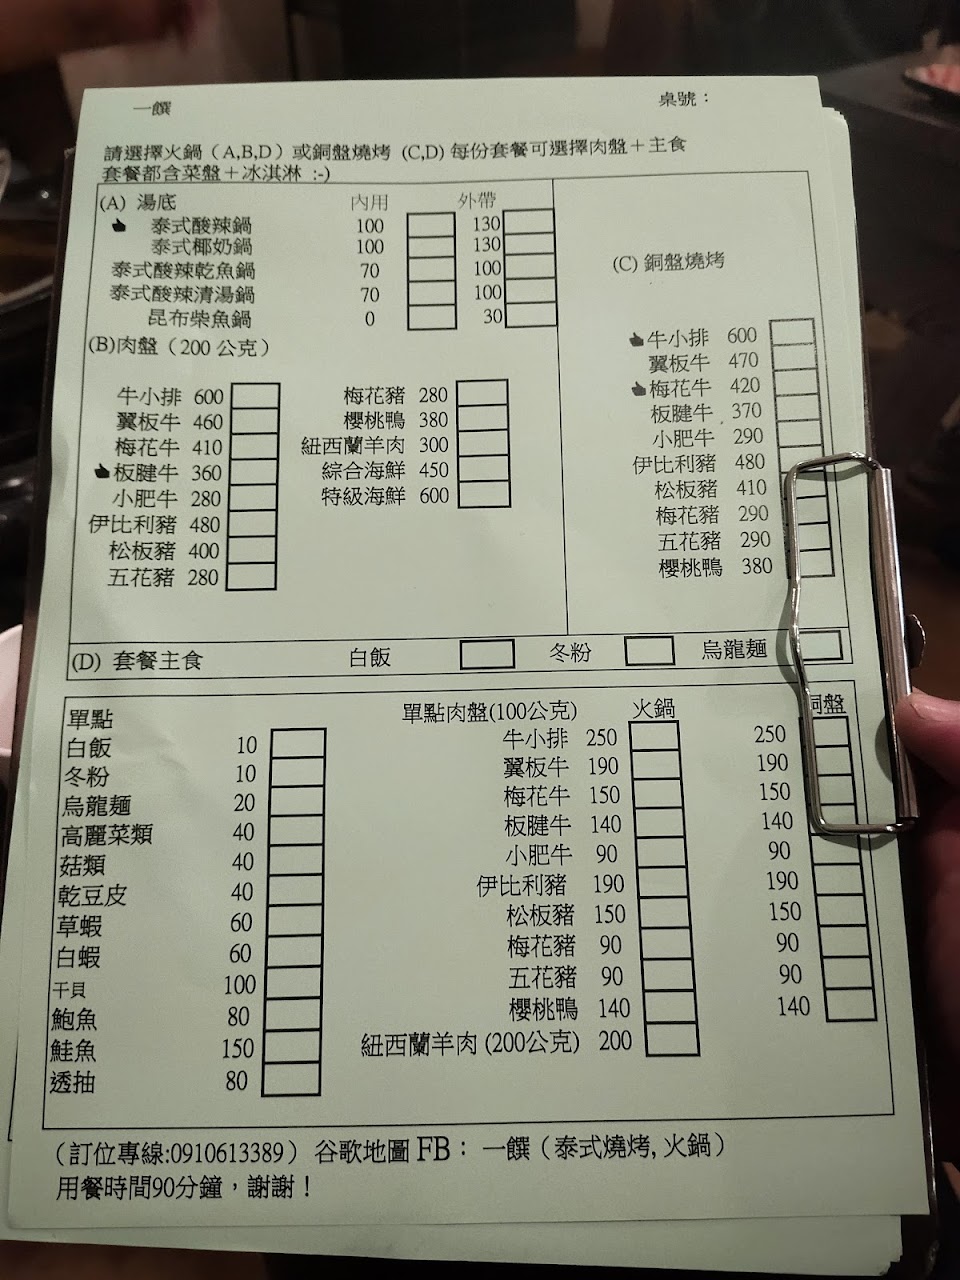 一饌 桌號：
請選擇火鍋（A,B,D）或銅盤燒烤 (C,D) 每份套餐可選擇肉盤＋主食
套餐都含菜盤＋冰淇淋 :-)
(A) 湯底 內用 外帶
泰式酸辣鍋 100 130
泰式椰奶鍋 100 130
泰式酸辣乾魚鍋 70 100
泰式酸辣清湯鍋 70 100
昆布柴魚鍋 0 30
(B)肉盤（200 公克）
牛小排 600
翼板牛 460
梅花牛 410
板腱牛 360
小肥牛 280
伊比利豬 480
松板豬 400
五花豬 280
梅花豬 280
櫻桃鴨 380
紐西蘭羊肉 300
綜合海鮮 450
特級海鮮 600
(C) 銅盤燒烤
牛小排 600
翼板牛 470
梅花牛 420
板腱牛 370
小肥牛 290
伊比利豬 480
松板豬 410
梅花豬 290
五花豬 290
櫻桃鴨 380
(D) 套餐主食 白飯 冬粉 烏龍麵
單點
白飯 10
冬粉 10
烏龍麵 20
高麗菜類 40
菇類 40
乾豆皮 40
草蝦 60
白蝦 60
干貝 100
鮑魚 80
鮭魚 150
透抽 80
單點肉盤(100公克) 火鍋 銅盤
牛小排 250 250
翼板牛 190 190
梅花牛 150 150
板腱牛 140 140
小肥牛 90 90
伊比利豬 190 190
松板豬 150 150
梅花豬 90 90
五花豬 90 90
櫻桃鴨 140 140
紐西蘭羊肉 (200公克) 200
（訂位專線:0910613389） 谷歌地圖 FB： 一饌（泰式燒烤, 火鍋）
用餐時間90分鐘，謝謝！